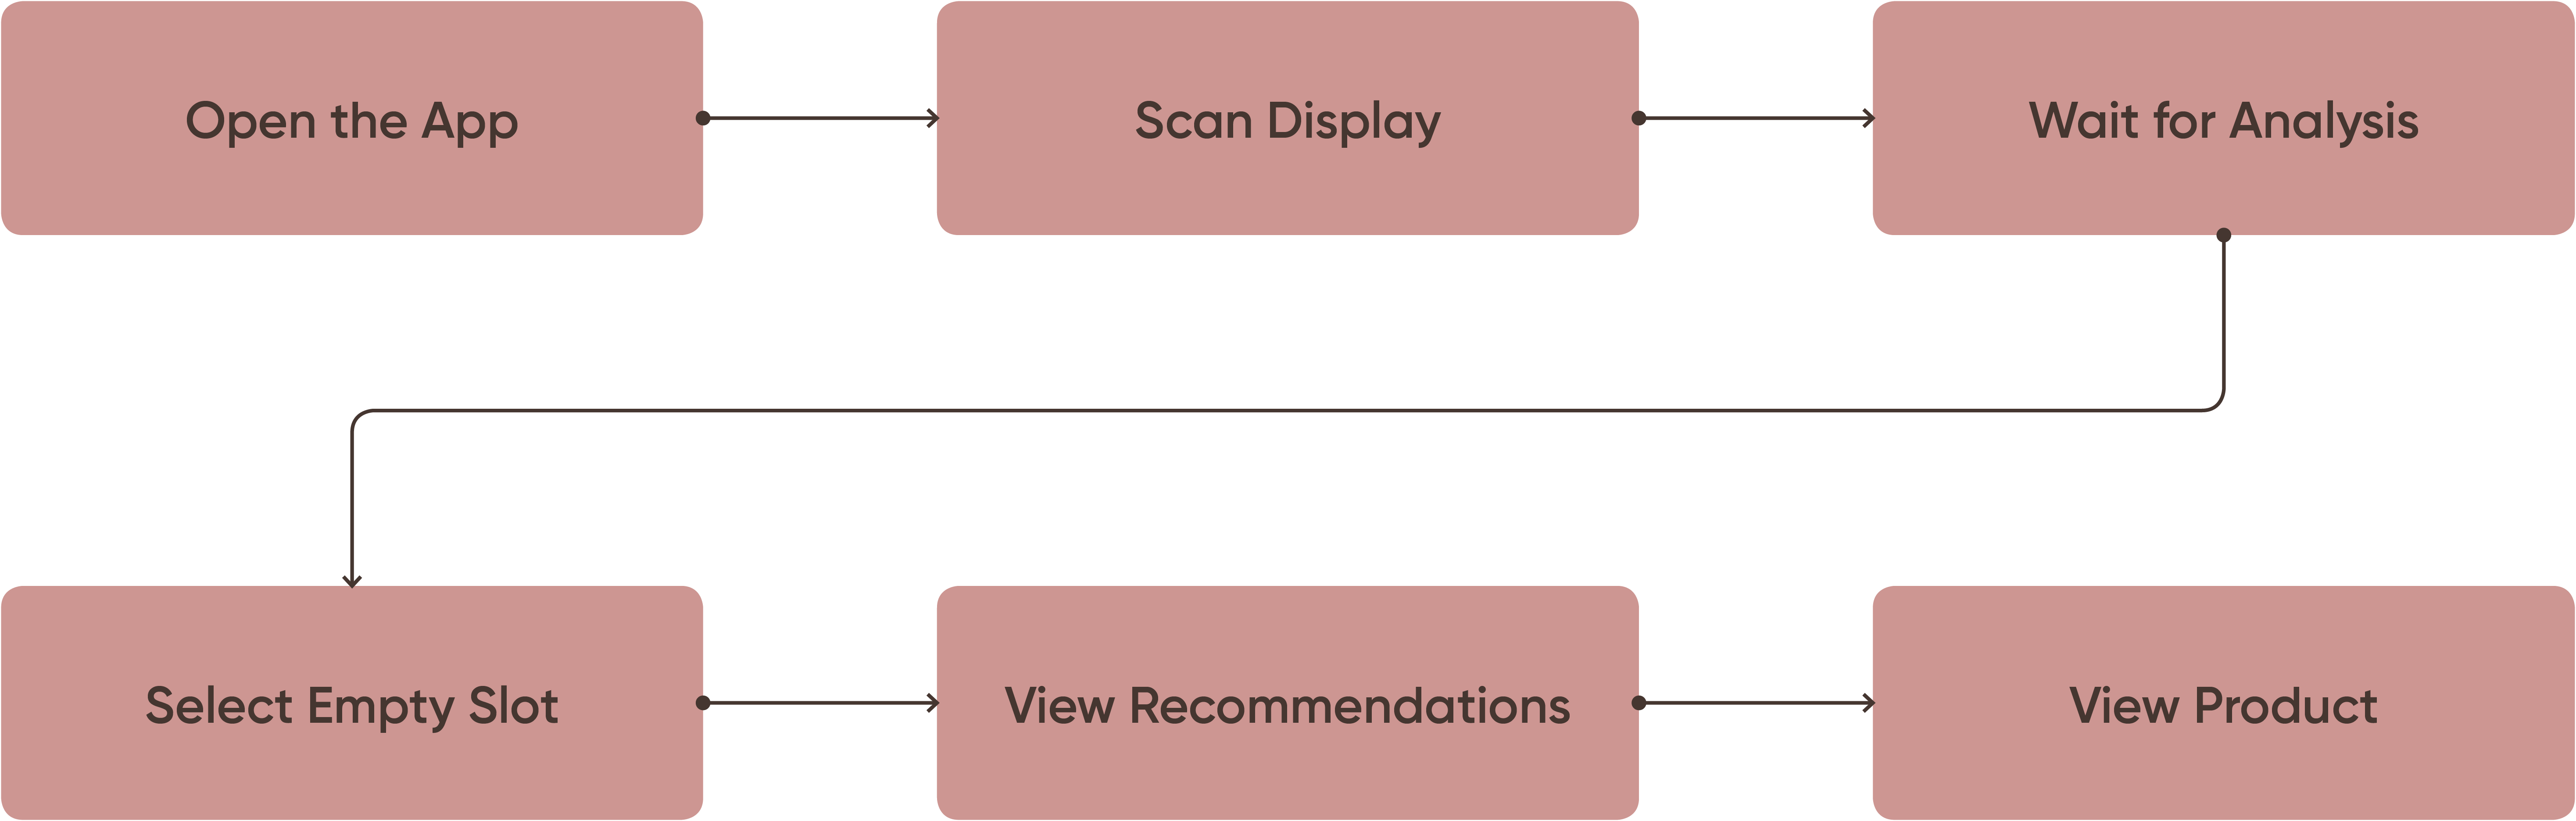 Open the App
Scan Display
Wait for Analysis
Select Empty Slot
View Recommendations
View Product